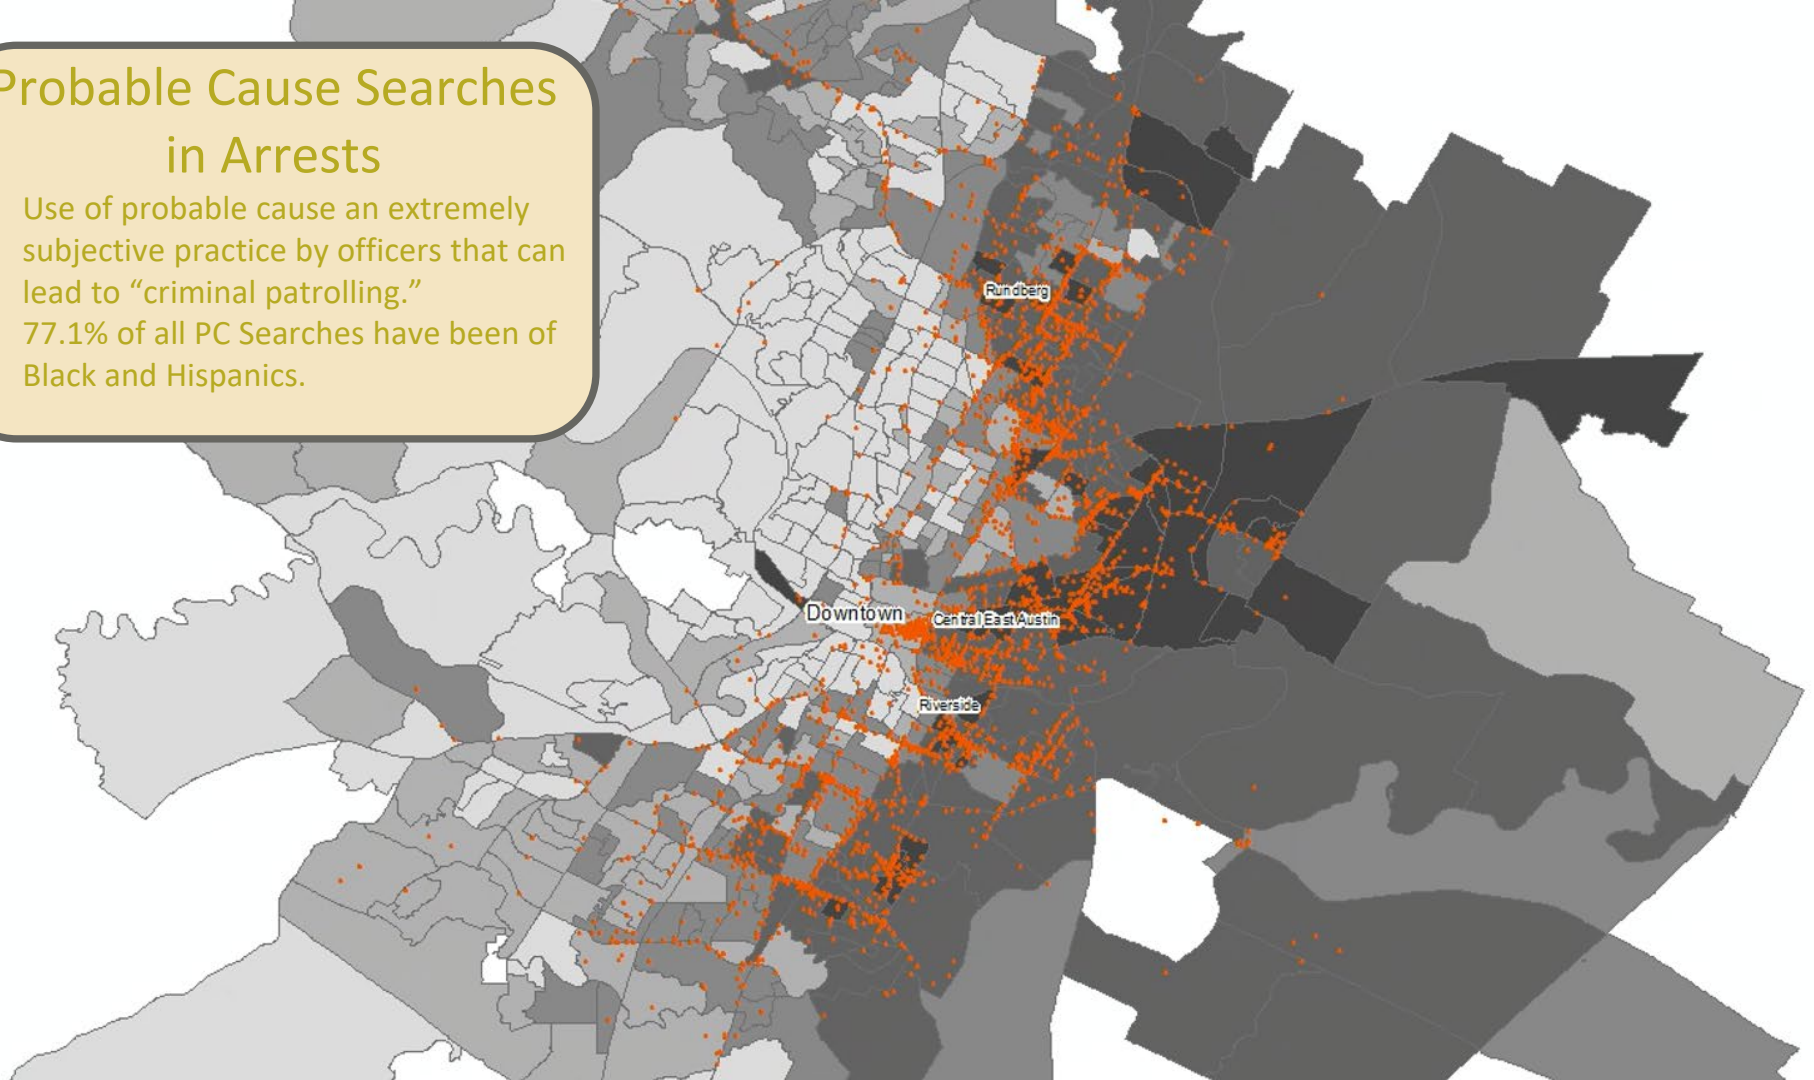 Probable Cause Searches
in Arrests
Use of probable cause an extremely
subjective practice by officers that can
lead to “criminal patrolling.”
77.1% of all PC Searches have been of
Black and Hispanics.
Rundberg
Downtown
Central East Austin
Riverside